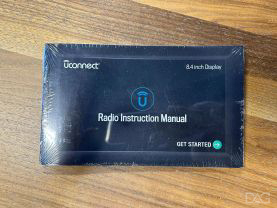 Uconnect
8.4 inch Display
Radio Instruction Manual
GET STARTED